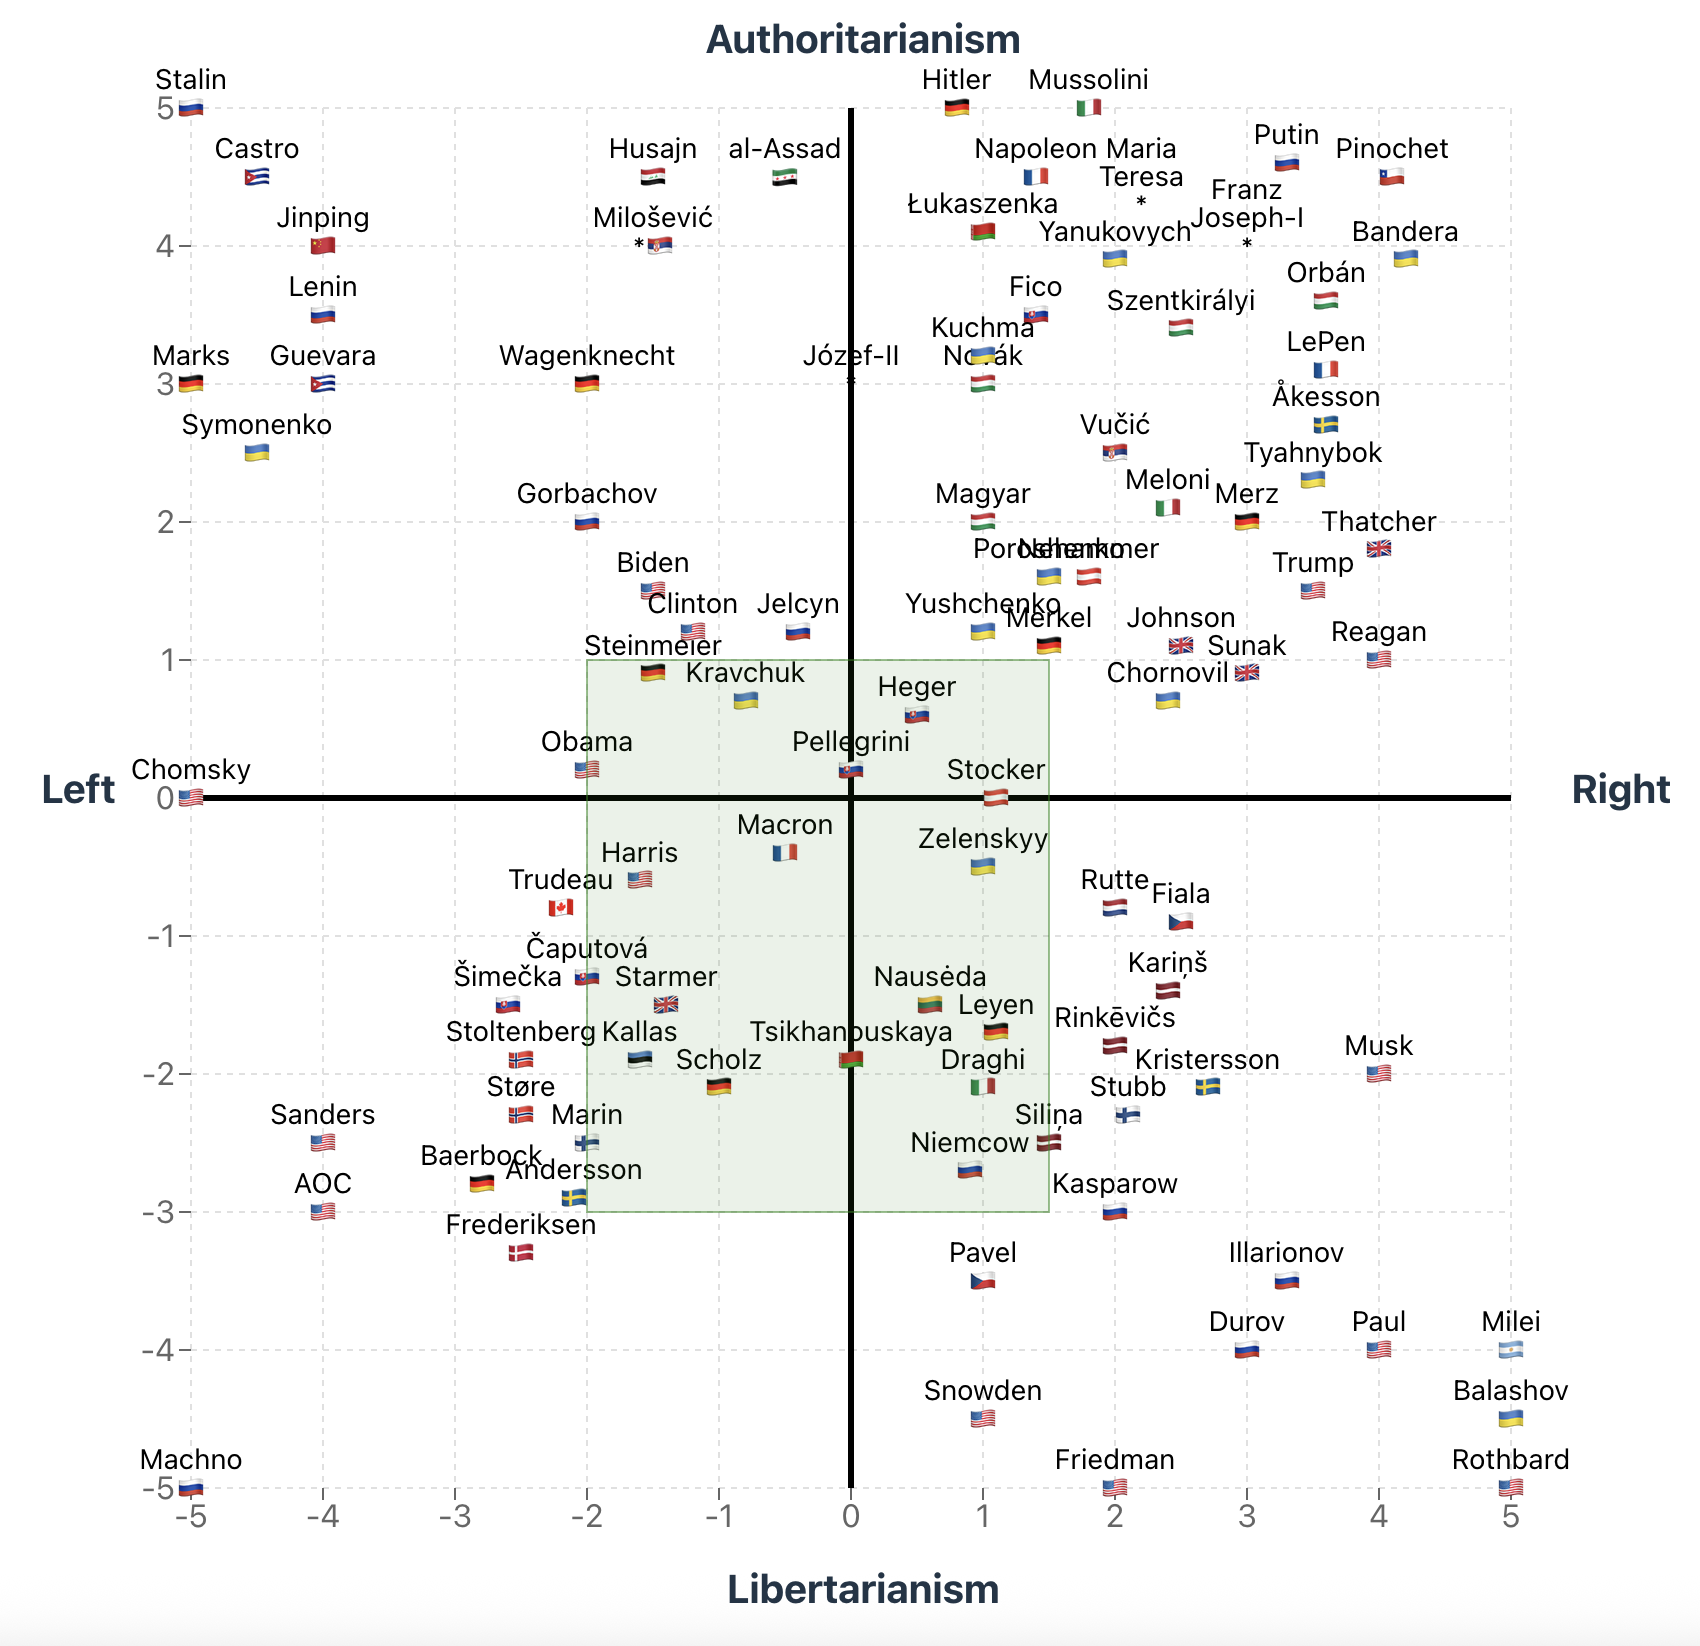 Authoritarianism
Stalin
Hitler
Mussolini
5
Putin
Castro
Husajn
al-Assad
Napoleon
Maria
Teresa
*
Pinochet
Franz
Joseph-I
*
Łukaszenka
Jinping
Milošević
*
4
Yanukovych
Bandera
Orbán
Lenin
Fico
Szentkirályi
Kuchma
LePen
Marks
Guevara
Wagenknecht
Józef-II
*
Novák
3
Åkesson
Symonenko
Vučić
Tyahnybok
Meloni
Gorbachov
Magyar
Merz
2
Thatcher
Poroshenko
Nehammer
Biden
Trump
Clinton
Jelcyn
Yushchenko
Merkel
Johnson
Reagan
Steinmeier
Sunak
1
Kravchuk
Chornovil
Heger
Obama
Pellegrini
Chomsky
Stocker
Left
0
Right
Macron
Zelenskyy
Harris
Trudeau
Rutte
Fiala
-1
Čaputová
Kariņš
Šimečka
Starmer
Nausėda
Leyen
Rinkēvičs
Stoltenberg
Kallas
Tsikhanouskaya
Musk
Scholz
Draghi
Kristersson
-2
Støre
Stubb
Sanders
Marin
Siliņa
Niemcow
Baerbock
Andersson
AOC
Kasparow
-3
Frederiksen
Pavel
Illarionov
Durov
Paul
Milei
-4
Snowden
Balashov
Machno
Friedman
Rothbard
-5
-5
-4
-3
-2
-1
0
1
2
3
4
5
Libertarianism